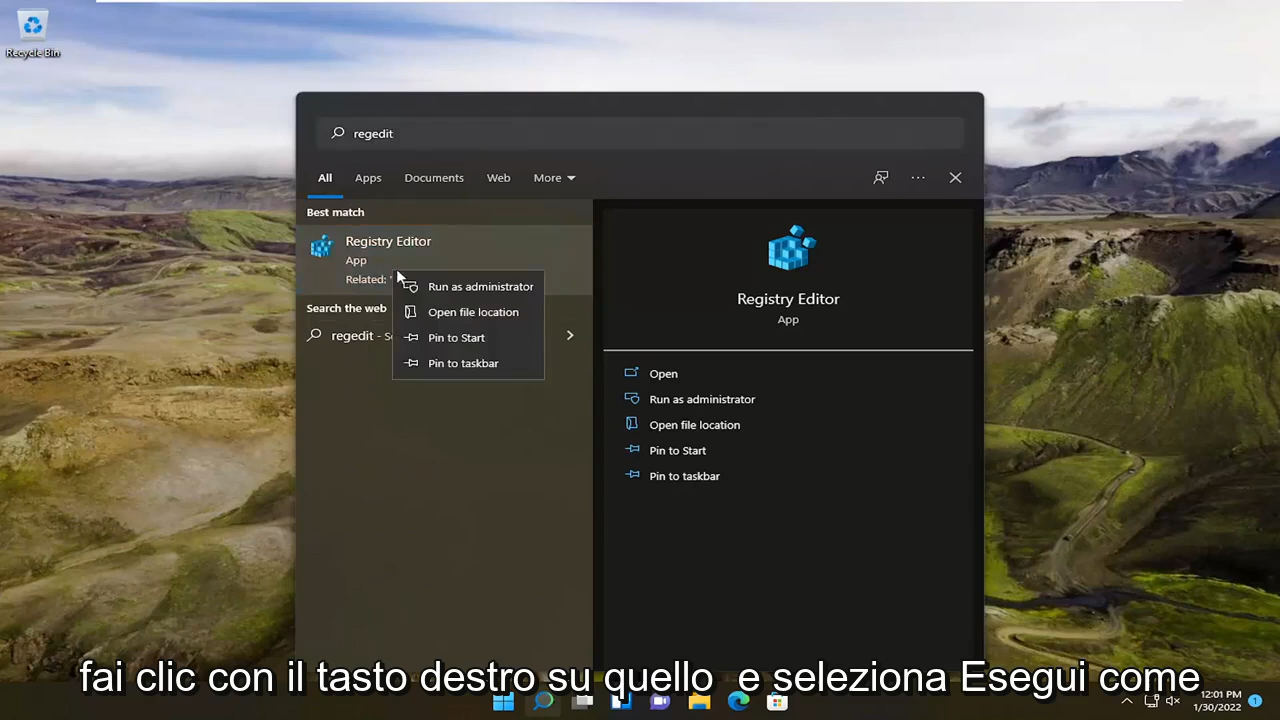 Recycle Bin
regedit
All Apps Documents Web More
Best match
Registry Editor
App
Related:
Search the web
regedit -
Run as administrator
Open file location
Pin to Start
Pin to taskbar
Registry Editor
App
Open
Run as administrator
Open file location
Pin to Start
Pin to taskbar
fai clic con il tasto destro su quello e seleziona Esegui come
12:01 PM
1/30/2022
1